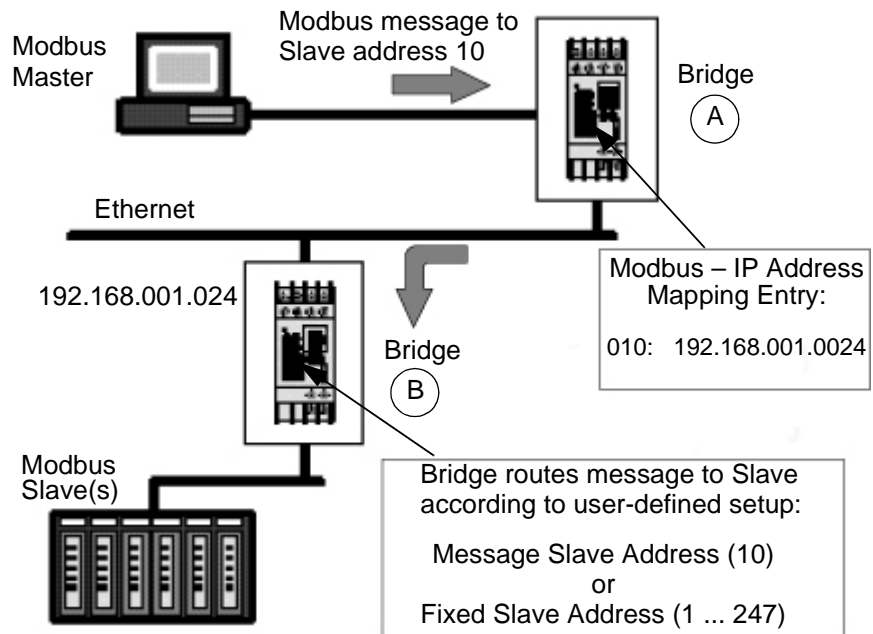 Modbus message to
Slave address 10
Modbus
Master
Bridge
A
Ethernet
Modbus – IP Address
Mapping Entry:
010: 192.168.001.0024
192.168.001.024
Bridge
B
Modbus
Slave(s)
Bridge routes message to Slave
according to user-defined setup:
Message Slave Address (10)
or
Fixed Slave Address (1 ... 247)